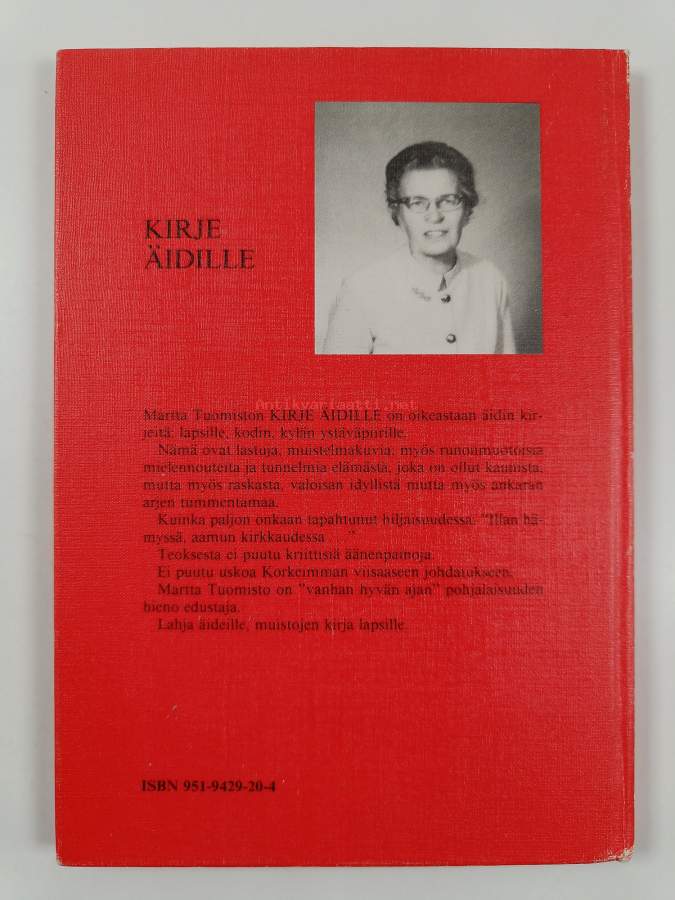 KIRJE
ÄIDILLE
Antikvariaatti.net
Martta Tuomiston KIRJE ÄIDILLE on oikeastaan äidin kir-
jeitä: lapsille, kodin, kylän ystäväpiirille.
Nämä ovat lastuja, muistelmakuvia, myös runonmuotoisia
mielennouteita ja tunnelmia elämästä, joka on ollut kaunista,
mutta myös raskasta, valoisan idyllistä mutta myös ankaran
arjen tummentamaa.
Kuinka paljon onkaan tapahtunut hiljaisuudessa: "Illan hä-
myssä, aamun kirkkaudessa . . ."
Teoksesta ei puutu kriittisiä äänenpainoja.
Ei puutu uskoa Korkeimman viisaaseen johdatukseen.
Martta Tuomisto on "vanhan hyvän ajan" pohjalaisuuden
hieno edustaja.
Lahja äideille, muistojen kirja lapsille.
ISBN 951-9429-20-4